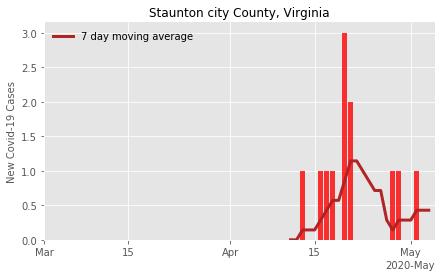 Staunton city County, Virginia
7 day moving average
New Covid-19 Cases
3.0
2.5
2.0
1.5
1.0
0.5
0.0
Mar 15 Apr 15 May
2020-May